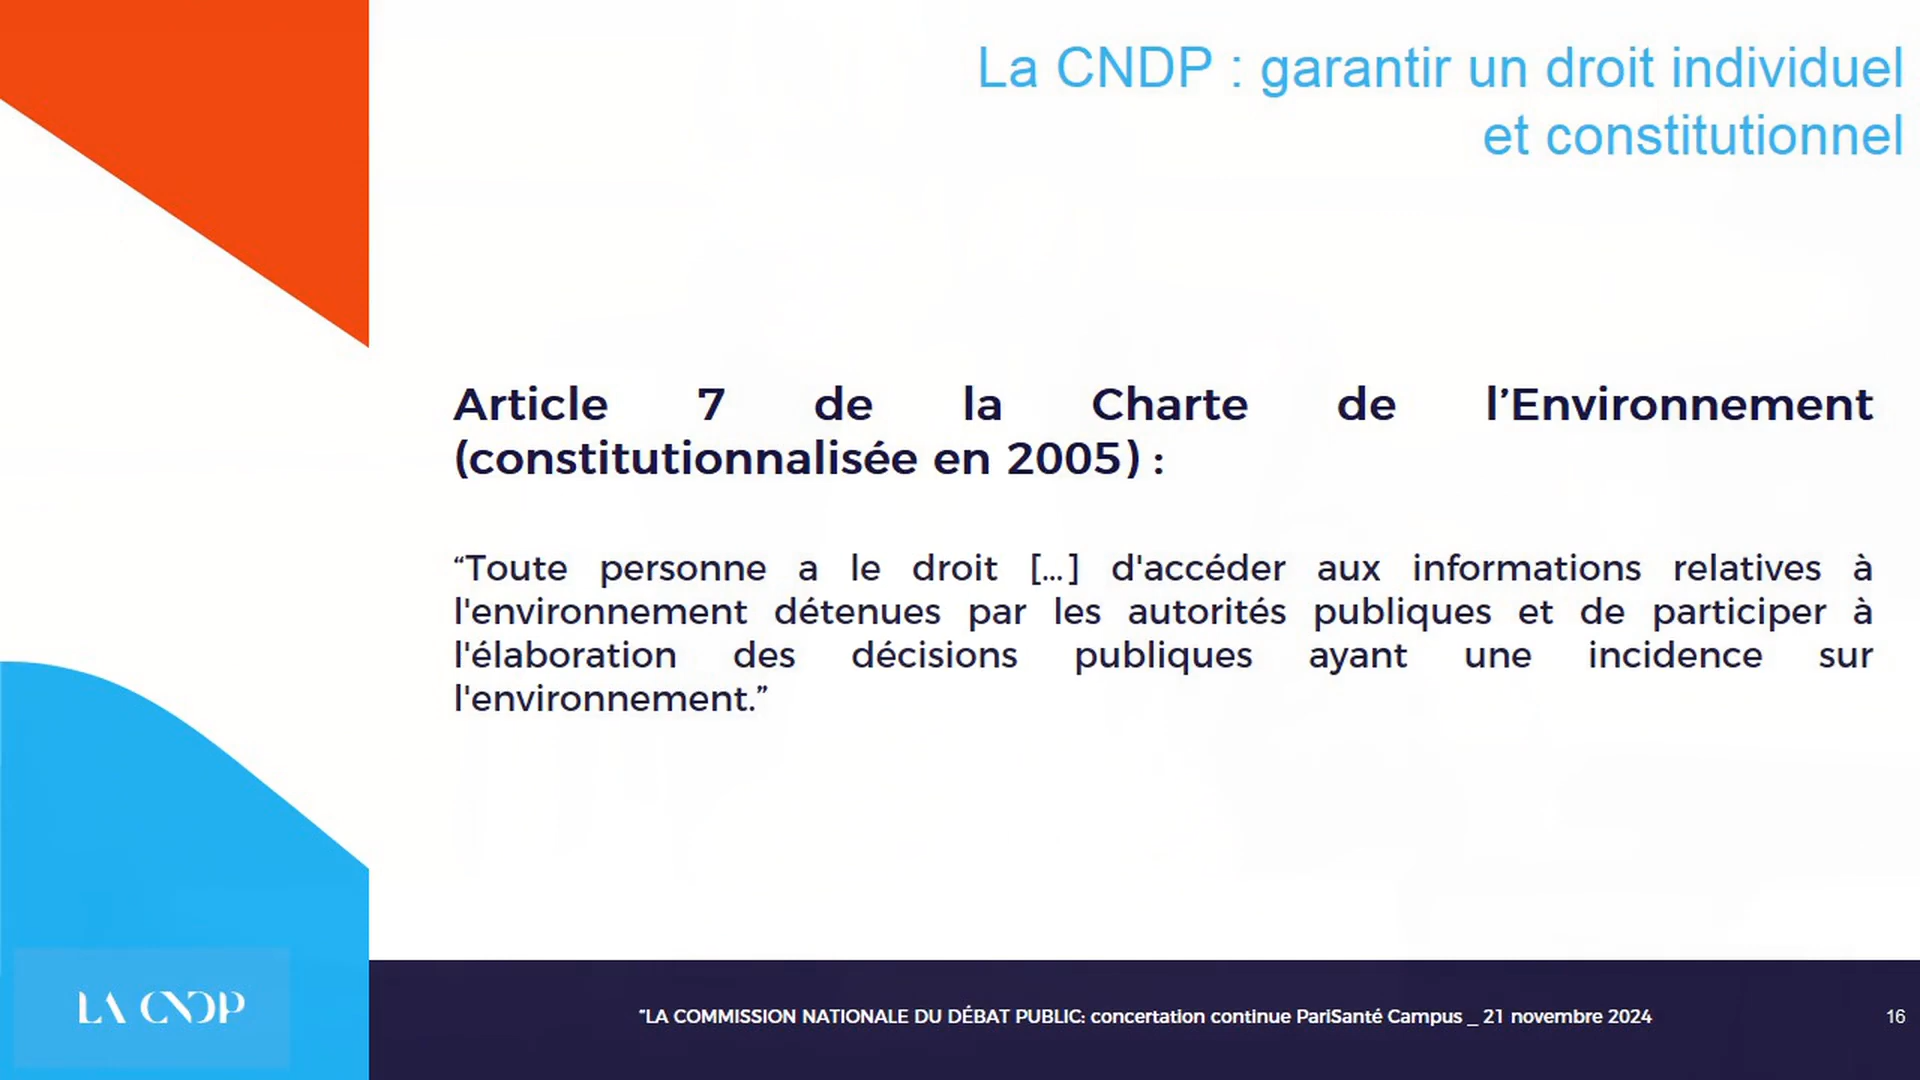 La CNDP : garantir un droit individuel
et constitutionnel
Article 7 de la Charte de l’Environnement
(constitutionnalisée en 2005) :
“Toute personne a le droit [...] d'accéder aux informations relatives à
l'environnement détenues par les autorités publiques et de participer à
l'élaboration des décisions publiques ayant une incidence sur
l'environnement.”
LA CNDP
“LA COMMISSION NATIONALE DU DÉBAT PUBLIC: concertation continue PariSanté Campus _ 21 novembre 2024
16